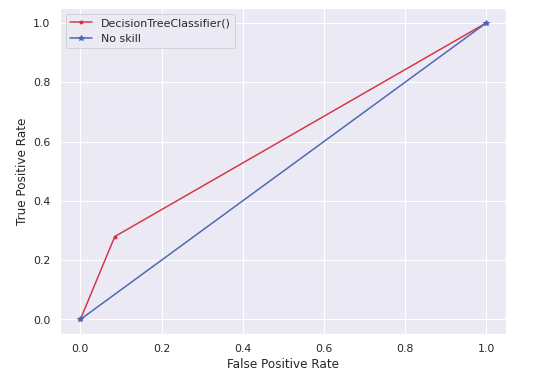 DecisionTreeClassifier()
No skill
True Positive Rate
1.0
0.8
0.6
0.4
0.2
0.0
0.0 0.2 0.4 0.6 0.8 1.0
False Positive Rate